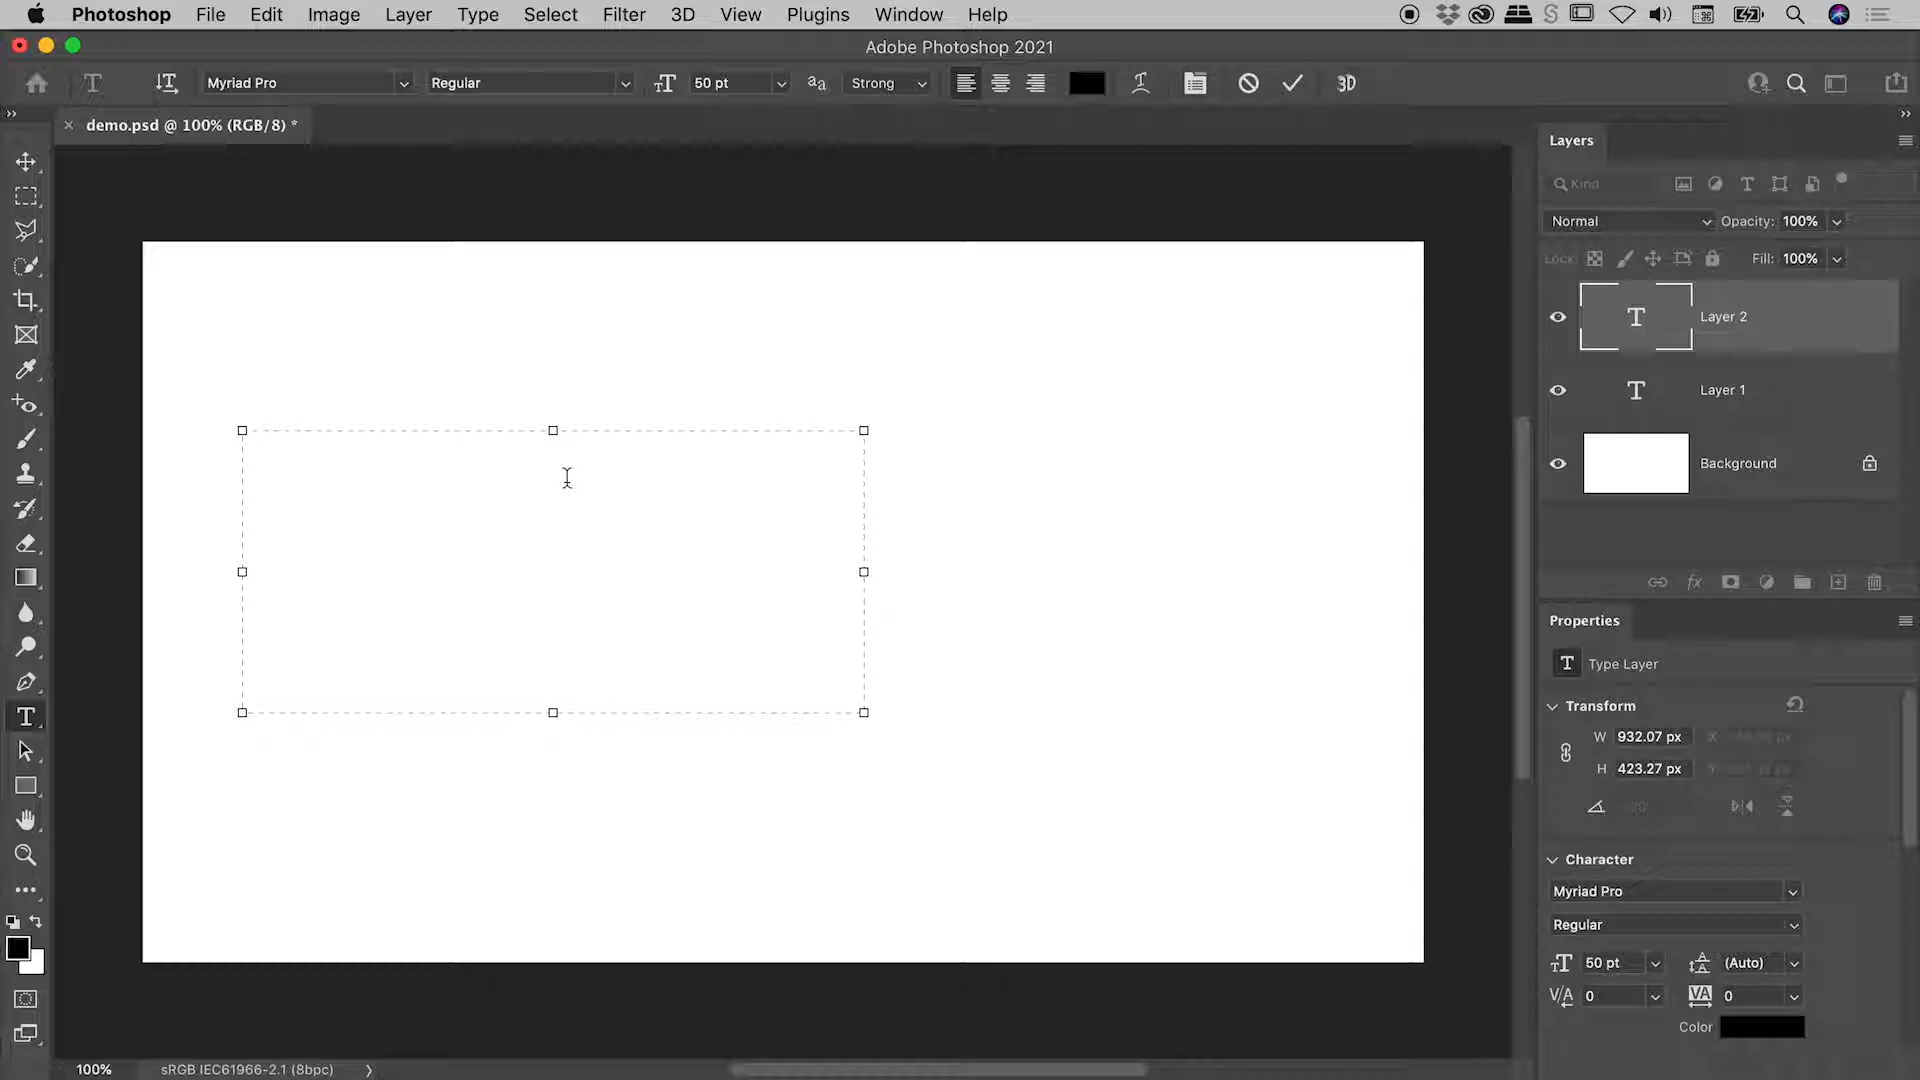 Photoshop File Edit Image Layer Type Select Filter 3D View Plugins Window Help
Adobe Photoshop 2021
Myriad Pro Regular 50 pt Strong 3D
demo.psd @ 100% (RGB/8) *
Layers
Kind
Normal Opacity: 100%
Lock: Fill: 100%
Layer 2
Layer 1
Background
Properties
Type Layer
Transform
W 932.07 px X
H 423.27 px Y
Character
Myriad Pro
Regular
50 pt (Auto)
0 0
Color
100% sRGB IEC61966-2.1 (8bpc)